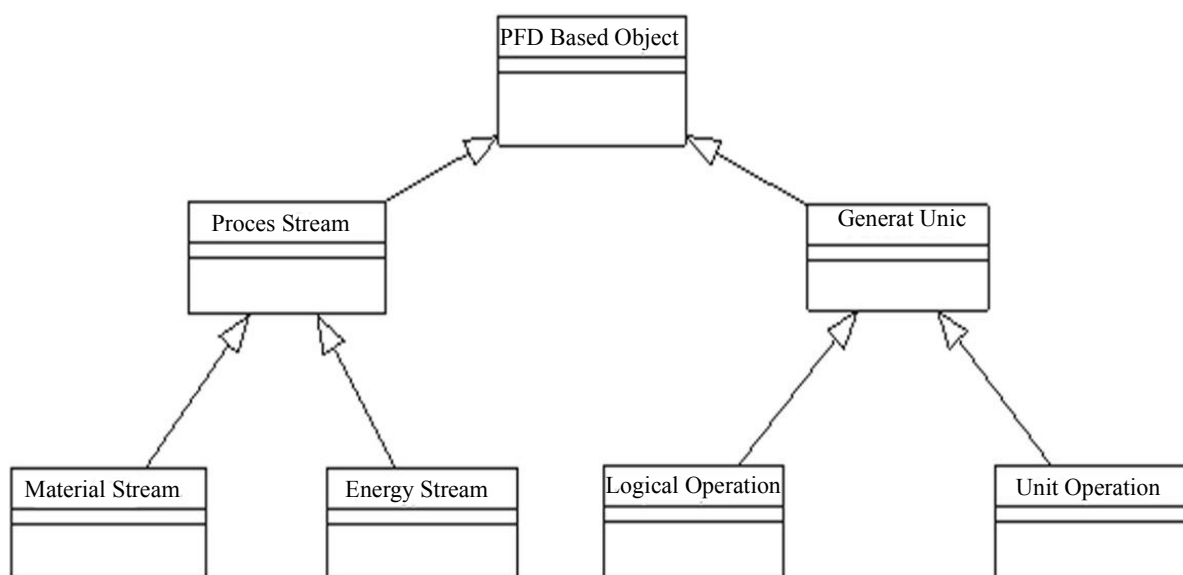 PFD Based Object
Proces Stream
Generat Unic
Material Stream
Energy Stream
Logical Operation
Unit Operation